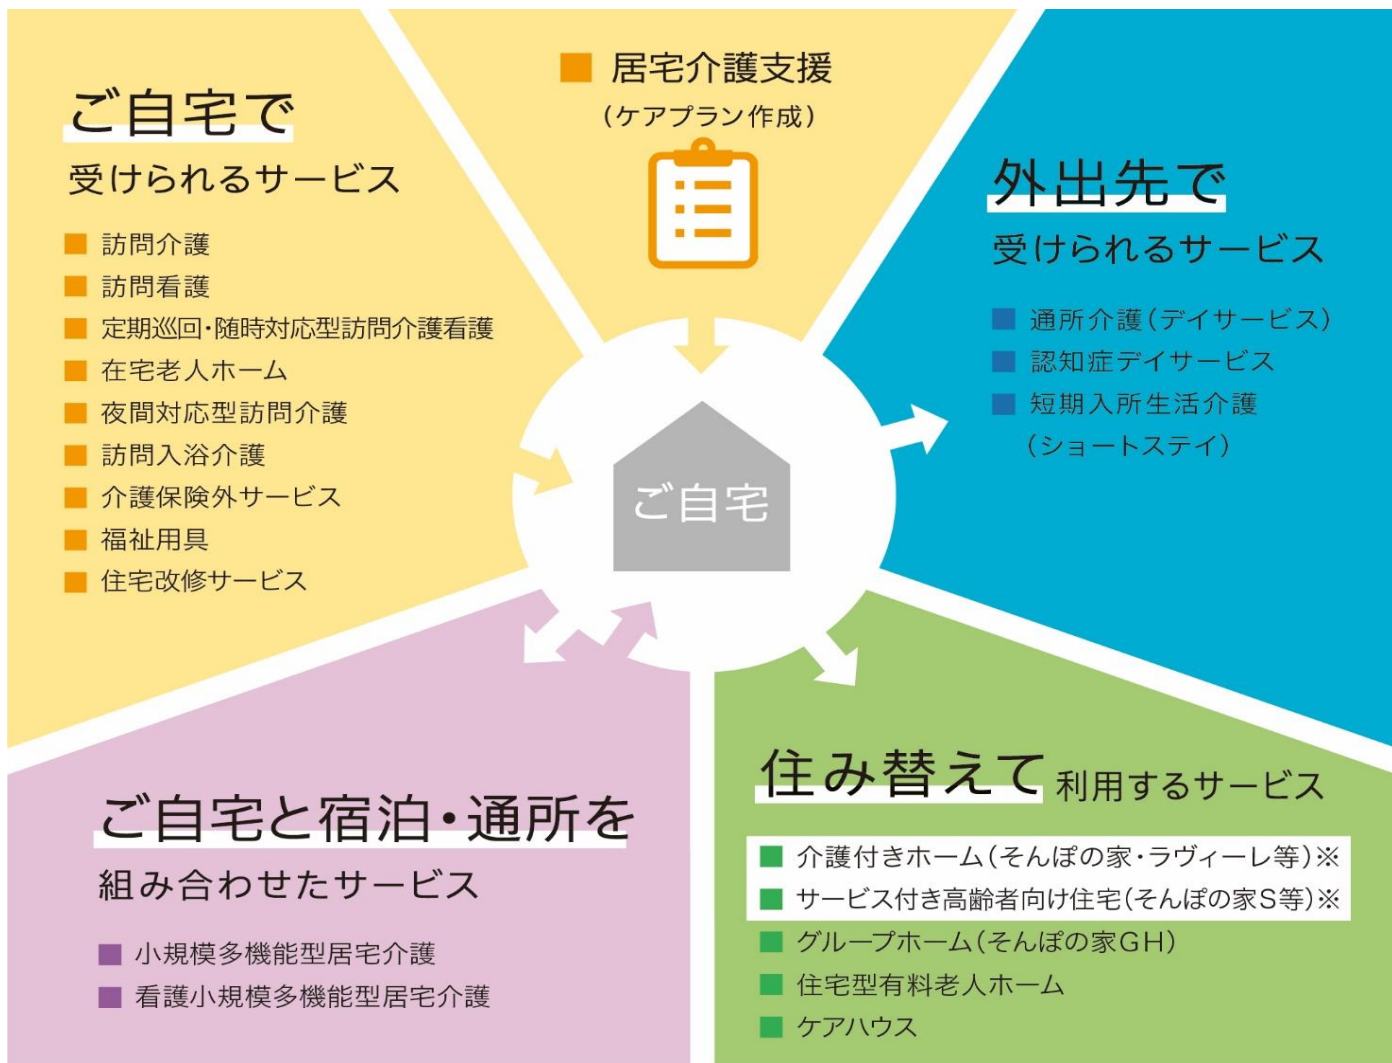 ご自宅で
受けられるサービス
訪問介護
訪問看護
定期巡回・随時対応型訪問介護看護
在宅老人ホーム
夜間対応型訪問介護
訪問入浴介護
介護保険外サービス
福祉用具
住宅改修サービス
居宅介護支援
(ケアプラン作成)
外出先で
受けられるサービス
通所介護(デイサービス)
認知症デイサービス
短期入所生活介護
(ショートステイ)
ご自宅
ご自宅と宿泊・通所を
組み合わせたサービス
小規模多機能型居宅介護
看護小規模多機能型居宅介護
住み替えて 利用するサービス
介護付きホーム(そんぽの家・ラヴィーレ等)※
サービス付き高齢者向け住宅(そんぽの家S等)※
グループホーム(そんぽの家GH)
住宅型有料老人ホーム
ケアハウス